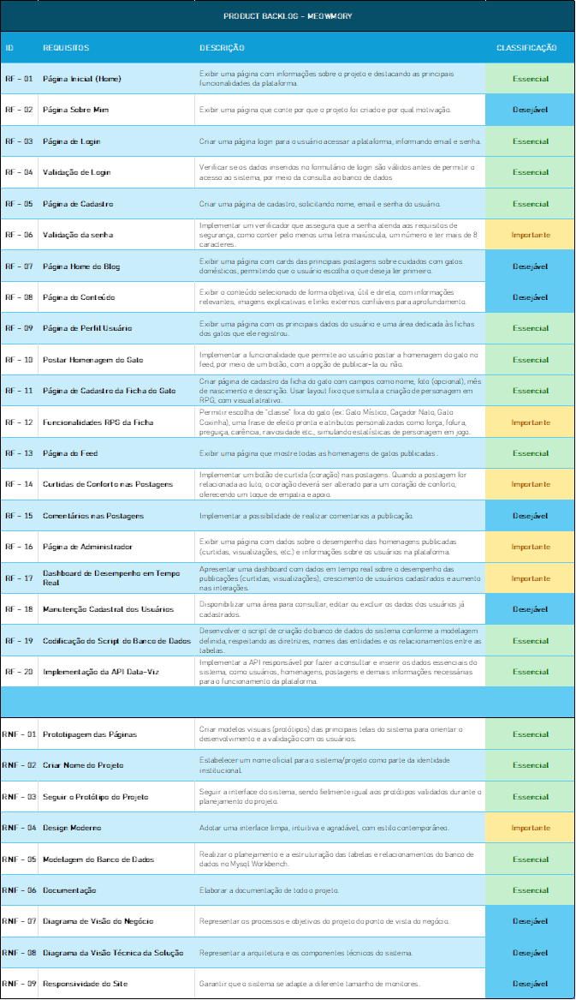 PRODUCT BACKLOG - MEOWMORY
ID REQUISITOS DESCRIÇÃO CLASSIFICAÇÃO
RF - 01 Página Inicial (Home) Exibir uma página com informações sobre o projeto e destacando as principais
funcionalidades da plataforma. Essencial
RF - 02 Página Sobre Mim Exibir uma página que conte por que o projeto foi criado e por qual motivação. Desejável
RF - 03 Página de Login Criar uma página login para o usuário acessar a plataforma, informando email e senha. Essencial
RF - 04 Validação de Login Verificar se os dados inseridos no formulário de login são válidos antes de permitir o
acesso ao sistema, por meio da consulta ao banco de dados Essencial
RF - 05 Página de Cadastro Criar uma página de cadastro, solicitando nome, email e senha do usuário. Essencial
RF - 06 Validação da senha Implementar um verificador que assegura que a senha atenda aos requisitos de
segurança, como conter pelo menos uma letra maiúscula, um número e ter mais de 8
caracteres. Importante
RF - 07 Página Home do Blog Exibir uma página com cards das principais postagens sobre cuidados com gatos
domésticos, permitindo que o usuário escolha o que deseja ler primeiro. Desejável
RF - 08 Página do Conteúdo Exibir o conteúdo selecionado de forma objetiva, útil e direta, com informações
relevantes, imagens explicativas e links externos confiáveis para aprofundamento. Desejável
RF - 09 Página de Perfil Usuário Exibir uma página com os principais dados do usuário e uma área dedicada às fichas
dos gatos que ele registrou. Essencial
RF - 10 Postar Homenagem do Gato Implementar a funcionalidade que permite ao usuário postar a homenagem do gato no
feed, por meio de um botão, com a opção de publicar-la ou não. Essencial
RF - 11 Página de Cadastro da Ficha do Gato Criar página de cadastro da ficha do gato com campos como nome, foto (opcional), mês
de nascimento e descrição. Usar layout fixo que simula a criação de personagem em
RPG, com visual atrativo. Essencial
RF - 12 Funcionalidades RPG da Ficha Permitir escolha de "classe" fixa do gato (ex: Gato Místico, Caçador Nato, Gato
Coxinha), uma frase de efeito pronta e atributos personalizados como força, fofura,
preguiça, carência, raivosidade etc., simulando estatísticas de personagem em jogo. Importante
RF - 13 Página do Feed Exibir uma página que mostre todas as homenagens de gatos publicadas . Essencial
RF - 14 Curtidas de Conforto nas Postagens Implementar um botão de curtida (coração) nas postagens. Quando a postagem for
relacionada ao luto, o coração deverá ser alterado para um coração de conforto,
oferecendo um toque de empatia e apoio. Importante
RF - 15 Comentários nas Postagens Implementar a possibilidade de realizar comentarios a publicação. Desejável
RF - 16 Página de Administrador Exibir uma página com dados sobre o desempenho das homenagens publicadas
(curtidas, visualizações, etc.) e informações sobre os usuários na plataforma. Importante
RF - 17 Dashboard de Desempenho em Tempo
Real Apresentar uma dashboard com dados em tempo real sobre o desempenho das
publicações (curtidas, visualizações), crescimento de usuários cadastrados e aumento
nas interações. Importante
RF - 18 Manutenção Cadastral dos Usuários Disponibilizar uma área para consultar, editar ou excluir os dados dos usuários já
cadastrados. Desejável
RF - 19 Codificação do Script do Banco de Dados Desenvolver o script de criação do banco de dados do sistema conforme a modelagem
definida, respeitando as diretrizes, nomes das entidades e os relacionamentos entre as
tabelas. Essencial
RF - 20 Implementação da API Data-Viz Implementar a API responsável por fazer a consultar e inserir os dados essenciais do
sistema, como usuários, homenagens, postagens e demais informações necessárias
para o funcionamento da plataforma. Essencial
RNF - 01 Prototipagem das Páginas Criar modelos visuais (protótipos) das principais telas do sistema para orientar o
desenvolvimento e a validação com os usuários. Essencial
RNF - 02 Criar Nome do Projeto Estabelecer um nome oficial para o sistema/projeto como parte da identidade
institucional. Essencial
RNF - 03 Seguir o Protótipo do Projeto Seguir a interface do sistema, sendo fielmente igual aos protótipos validados durante o
planejamento do projeto. Essencial
RNF - 04 Design Moderno Adotar uma interface limpa, intuitiva e agradável, com estilo contemporâneo. Importante
RNF - 05 Modelagem do Banco de Dados Realizar o planejamento e a estruturação das tabelas e relacionamentos do banco de
dados no Mysql Workbench. Essencial
RNF - 06 Documentação Elaborar a documentação de todo o projeto. Essencial
RNF - 07 Diagrama de Visão do Negócio Representar os processos e objetivos do projeto do ponto de vista do negócio. Desejável
RNF - 08 Diagrama da Visão Técnica da Solução Representar a arquitetura e os componentes técnicos do sistema. Desejável
RNF - 09 Responsividade do Site Garantir que o sistema se adapte a diferente tamanho de monitores. Desejável